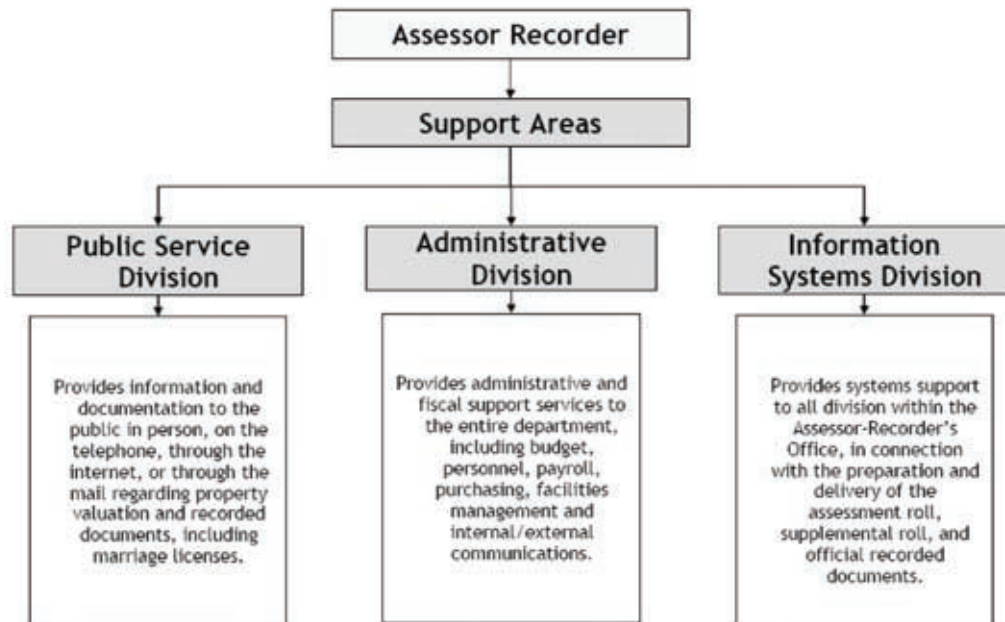 Assessor Recorder
Support Areas
Public Service
Division
Provides information and
documentation to the
public in person, on the
telephone, through the
internet, or through the
mail regarding property
valuation and recorded
documents, including
marriage licenses.
Administrative
Division
Provides administrative and
fiscal support services to
the entire department,
including budget,
personnel, payroll,
purchasing, facilities
management and
internal/external
communications.
Information
Systems Division
Provides systems support
to all division within the
Assessor-Recorder's
Office, in connection
with the preparation and
delivery of the
assessment roll,
supplemental roll, and
official recorded
documents.